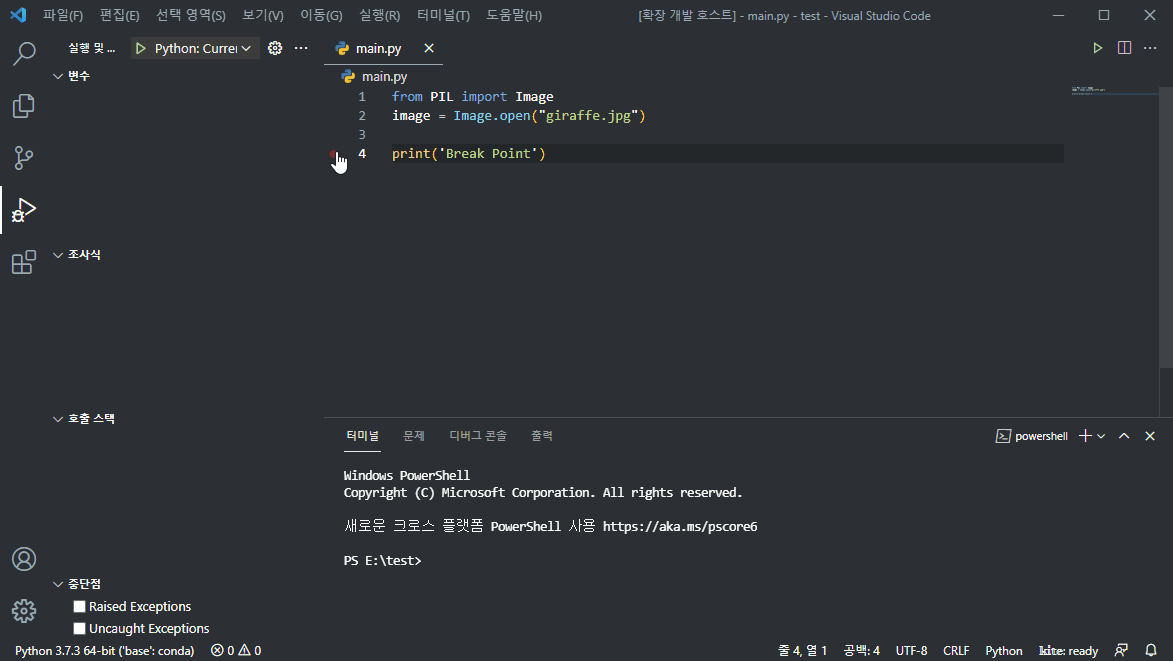 파일(F) 편집(E) 선택 영역(S) 보기(V) 이동(G) 실행(R) 터미널(T) 도움말(H) [확장 개발 호스트] - main.py - test - Visual Studio Code
실행 및 ... Python: Currei ...
main.py
변수
main.py
1 from PIL import Image
2 image = Image.open("giraffe.jpg")
3
4 print('Break Point')
조사식
호출 스택
터미널 문제 디버그 콘솔 출력 powershell
Windows PowerShell
Copyright (C) Microsoft Corporation. All rights reserved.
새로운 크로스 플랫폼 PowerShell 사용 https://aka.ms/pscore6
PS E:\test>
중단점
Raised Exceptions
Uncaught Exceptions
Python 3.7.3 64-bit ('base': conda) 0 0 줄 4, 열 1 공백: 4 UTF-8 CRLF Python kite: ready